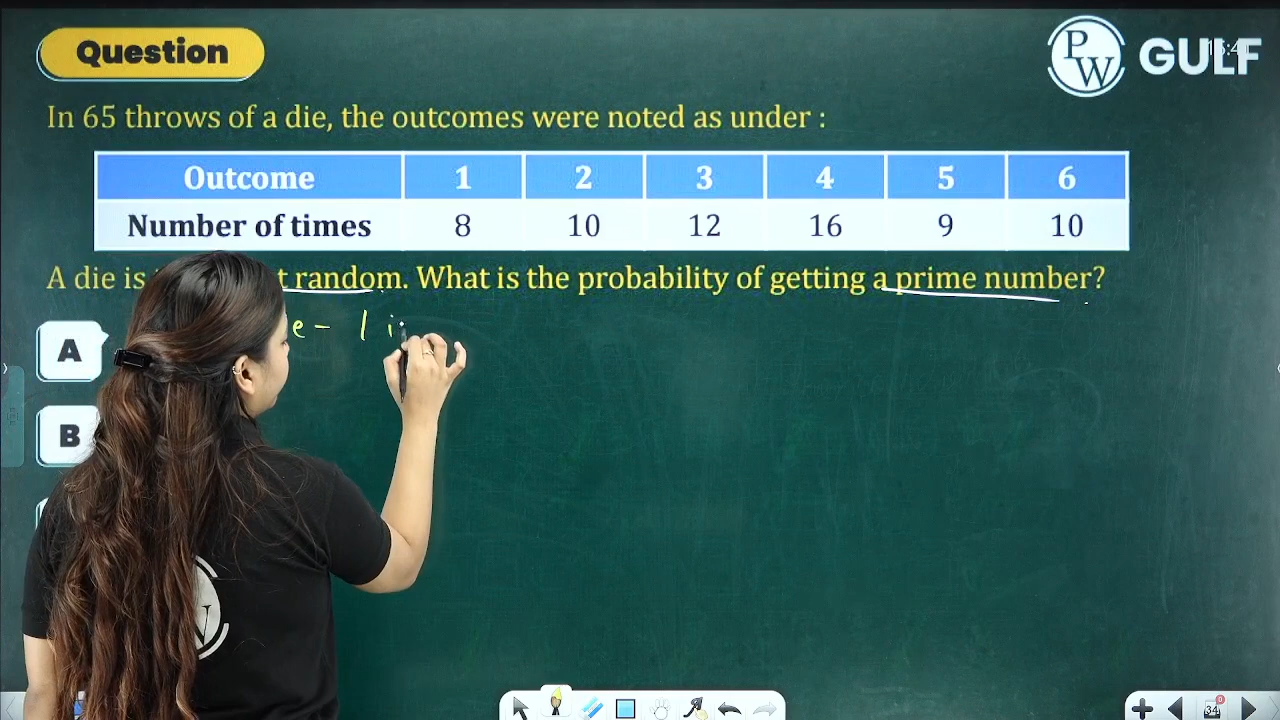 Question
PW GULF
In 65 throws of a die, the outcomes were noted as under :
Outcome 1 2 3 4 5 6
Number of times 8 10 12 16 9 10
A die is t random. What is the probability of getting a prime number?
A
e - 1 i
B
34